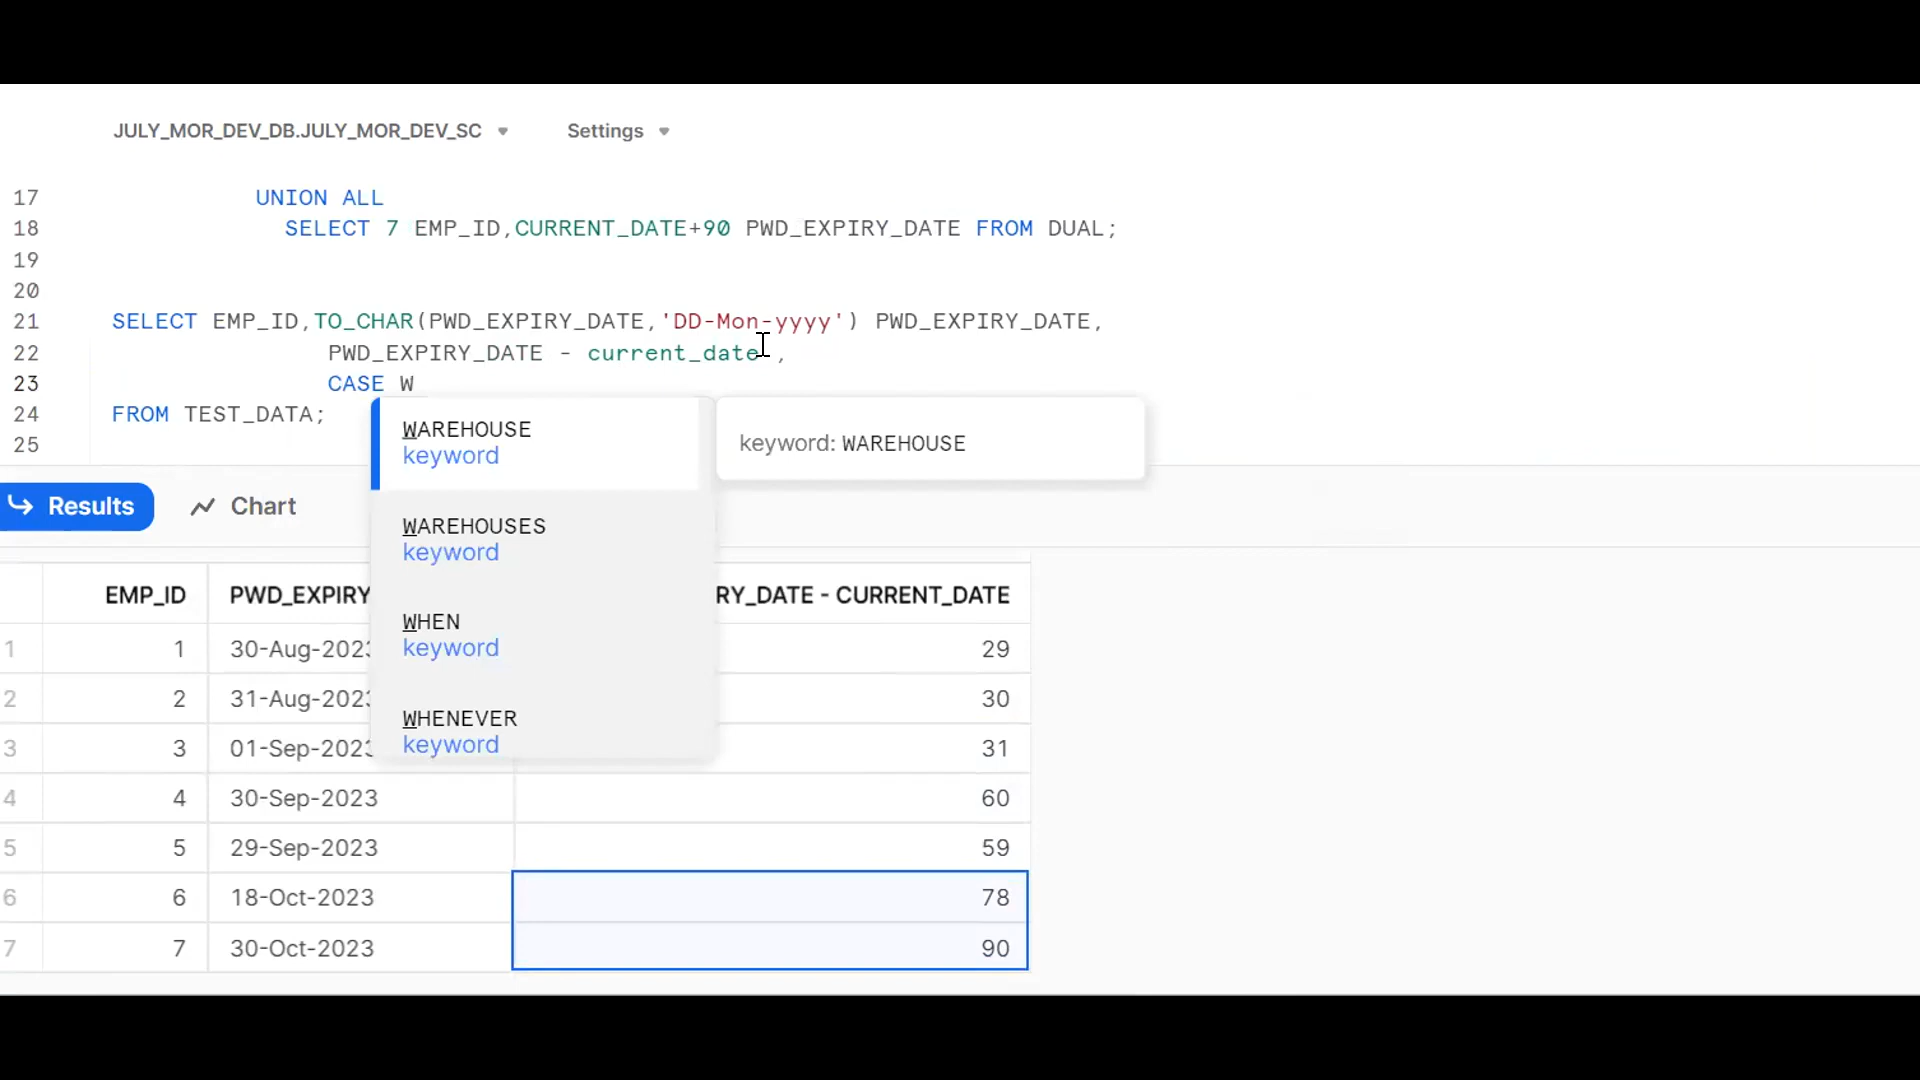 JULY_MOR_DEV_DB.JULY_MOR_DEV_SC Settings
17 UNION ALL
18 SELECT 7 EMP_ID,CURRENT_DATE+90 PWD_EXPIRY_DATE FROM DUAL;
19
20
21 SELECT EMP_ID,TO_CHAR(PWD_EXPIRY_DATE,'DD-Mon-yyyy') PWD_EXPIRY_DATE,
22 PWD_EXPIRY_DATE - current_date ,
23 CASE W
24 FROM TEST_DATA;
25
WAREHOUSE
keyword
keyword: WAREHOUSE
WAREHOUSES
keyword
WHEN
keyword
WHENEVER
keyword
Results Chart
EMP_ID PWD_EXPIRY RY_DATE - CURRENT_DATE
1 1 30-Aug-2023 29
2 2 31-Aug-2023 30
3 3 01-Sep-2023 31
4 4 30-Sep-2023 60
5 5 29-Sep-2023 59
6 6 18-Oct-2023 78
7 7 30-Oct-2023 90